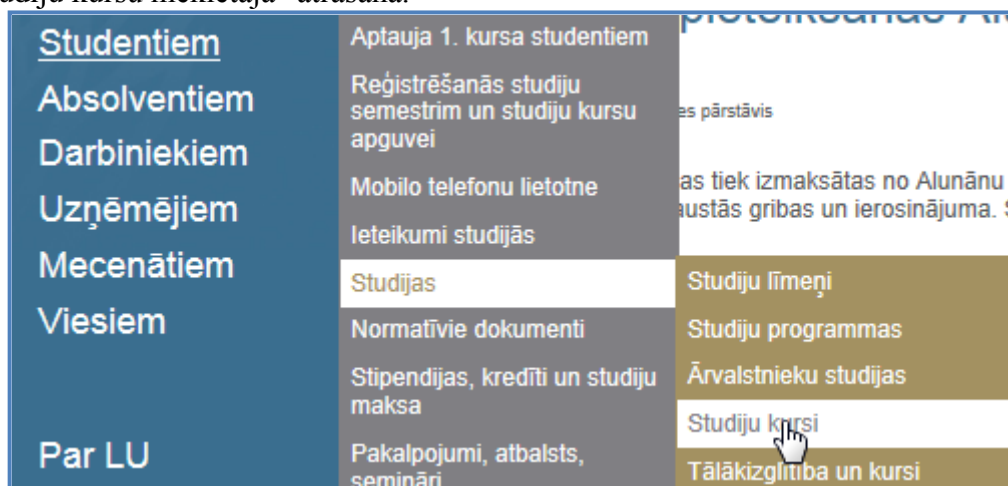 Studentiem
Absolventiem
Darbiniekiem
Uzņēmējiem
Mecenātiem
Viesiem
Par LU
Aptauja 1. kursa studentiem
Reģistrēšanās studiju
semestrim un studiju kursu
apguvei
Mobilo telefonu lietotne
Ieteikumi studijās
Studijas
Normatīvie dokumenti
Stipendijas, kredīti un studiju
maksa
Pakalpojumi, atbalsts,
semināri
es pārstāvis
as tiek izmaksātas no Alunānu
austās gribas un ierosinājuma.
Studiju līmeņi
Studiju programmas
Ārvalstnieku studijas
Studiju kursi
Tālākizglītība un kursi